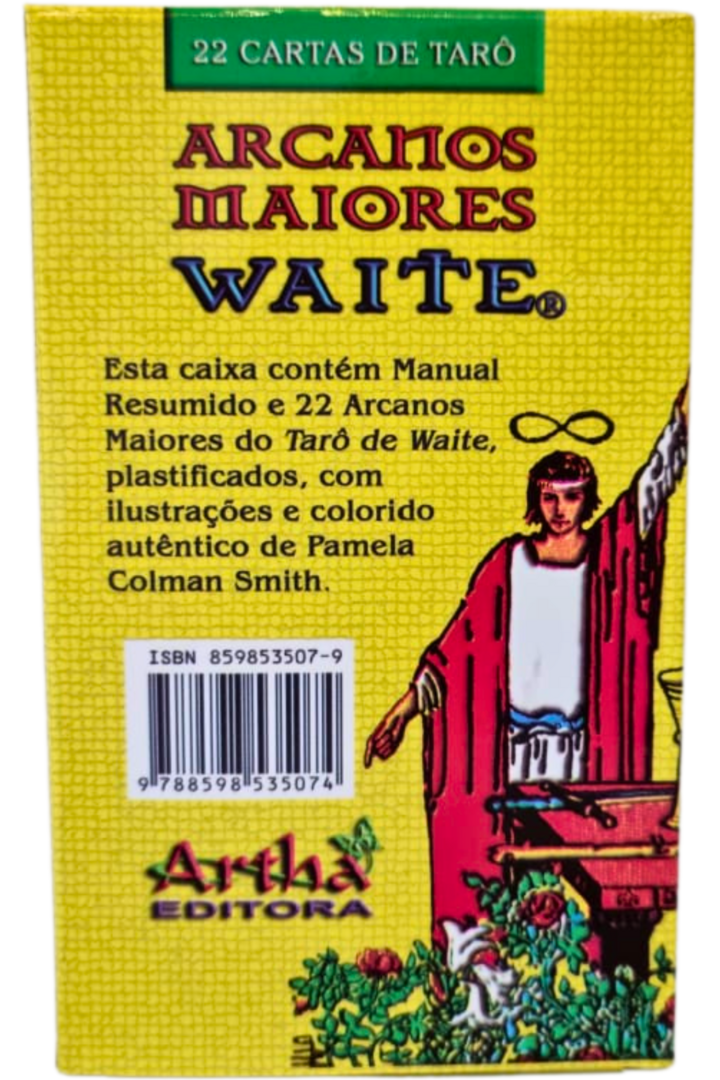 22 CARTAS DE TARÔ
ARCANOS
MAIORES
WAITE®
Esta caixa contém Manual
Resumido e 22 Arcanos
Maiores do Tarô de Waite,
plastificados, com
ilustrações e colorido
autêntico de Pamela
Colman Smith.
ISBN 859853507-9
9 788598 535074
Artha
EDITORA